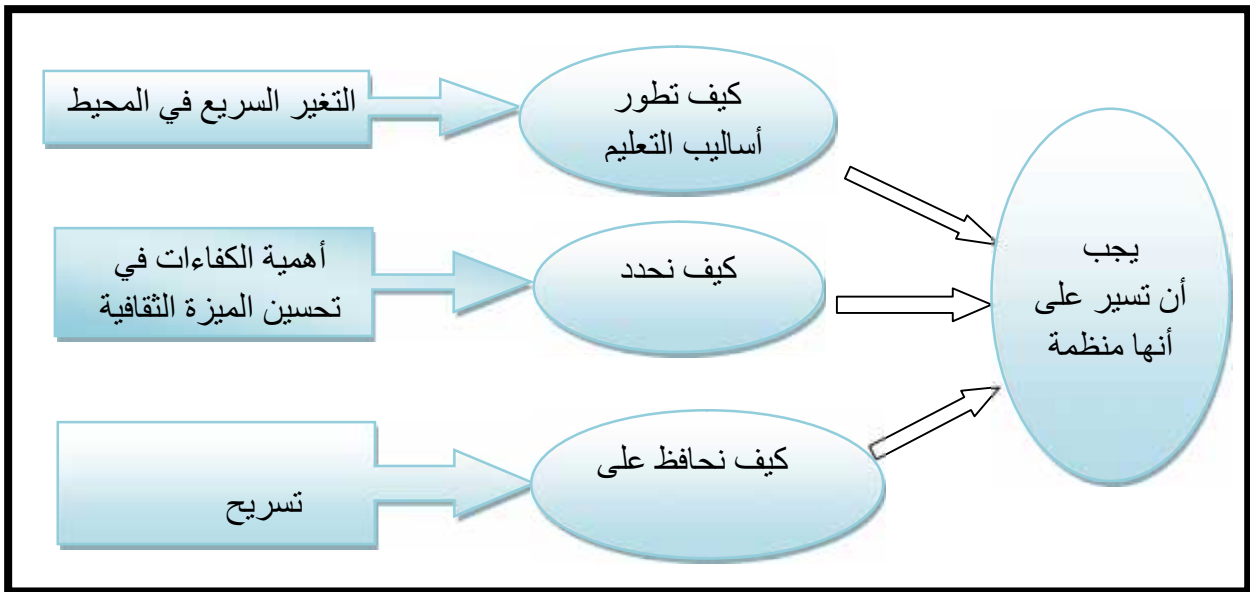 التغير السريع في المحيط
كيف تطور
أساليب التعليم
أهمية الكفاءات في
تحسين الميزة الثقافية
كيف نحدد
يجب
أن تسير على
أنها منظمة
تسريح
كيف نحافظ على